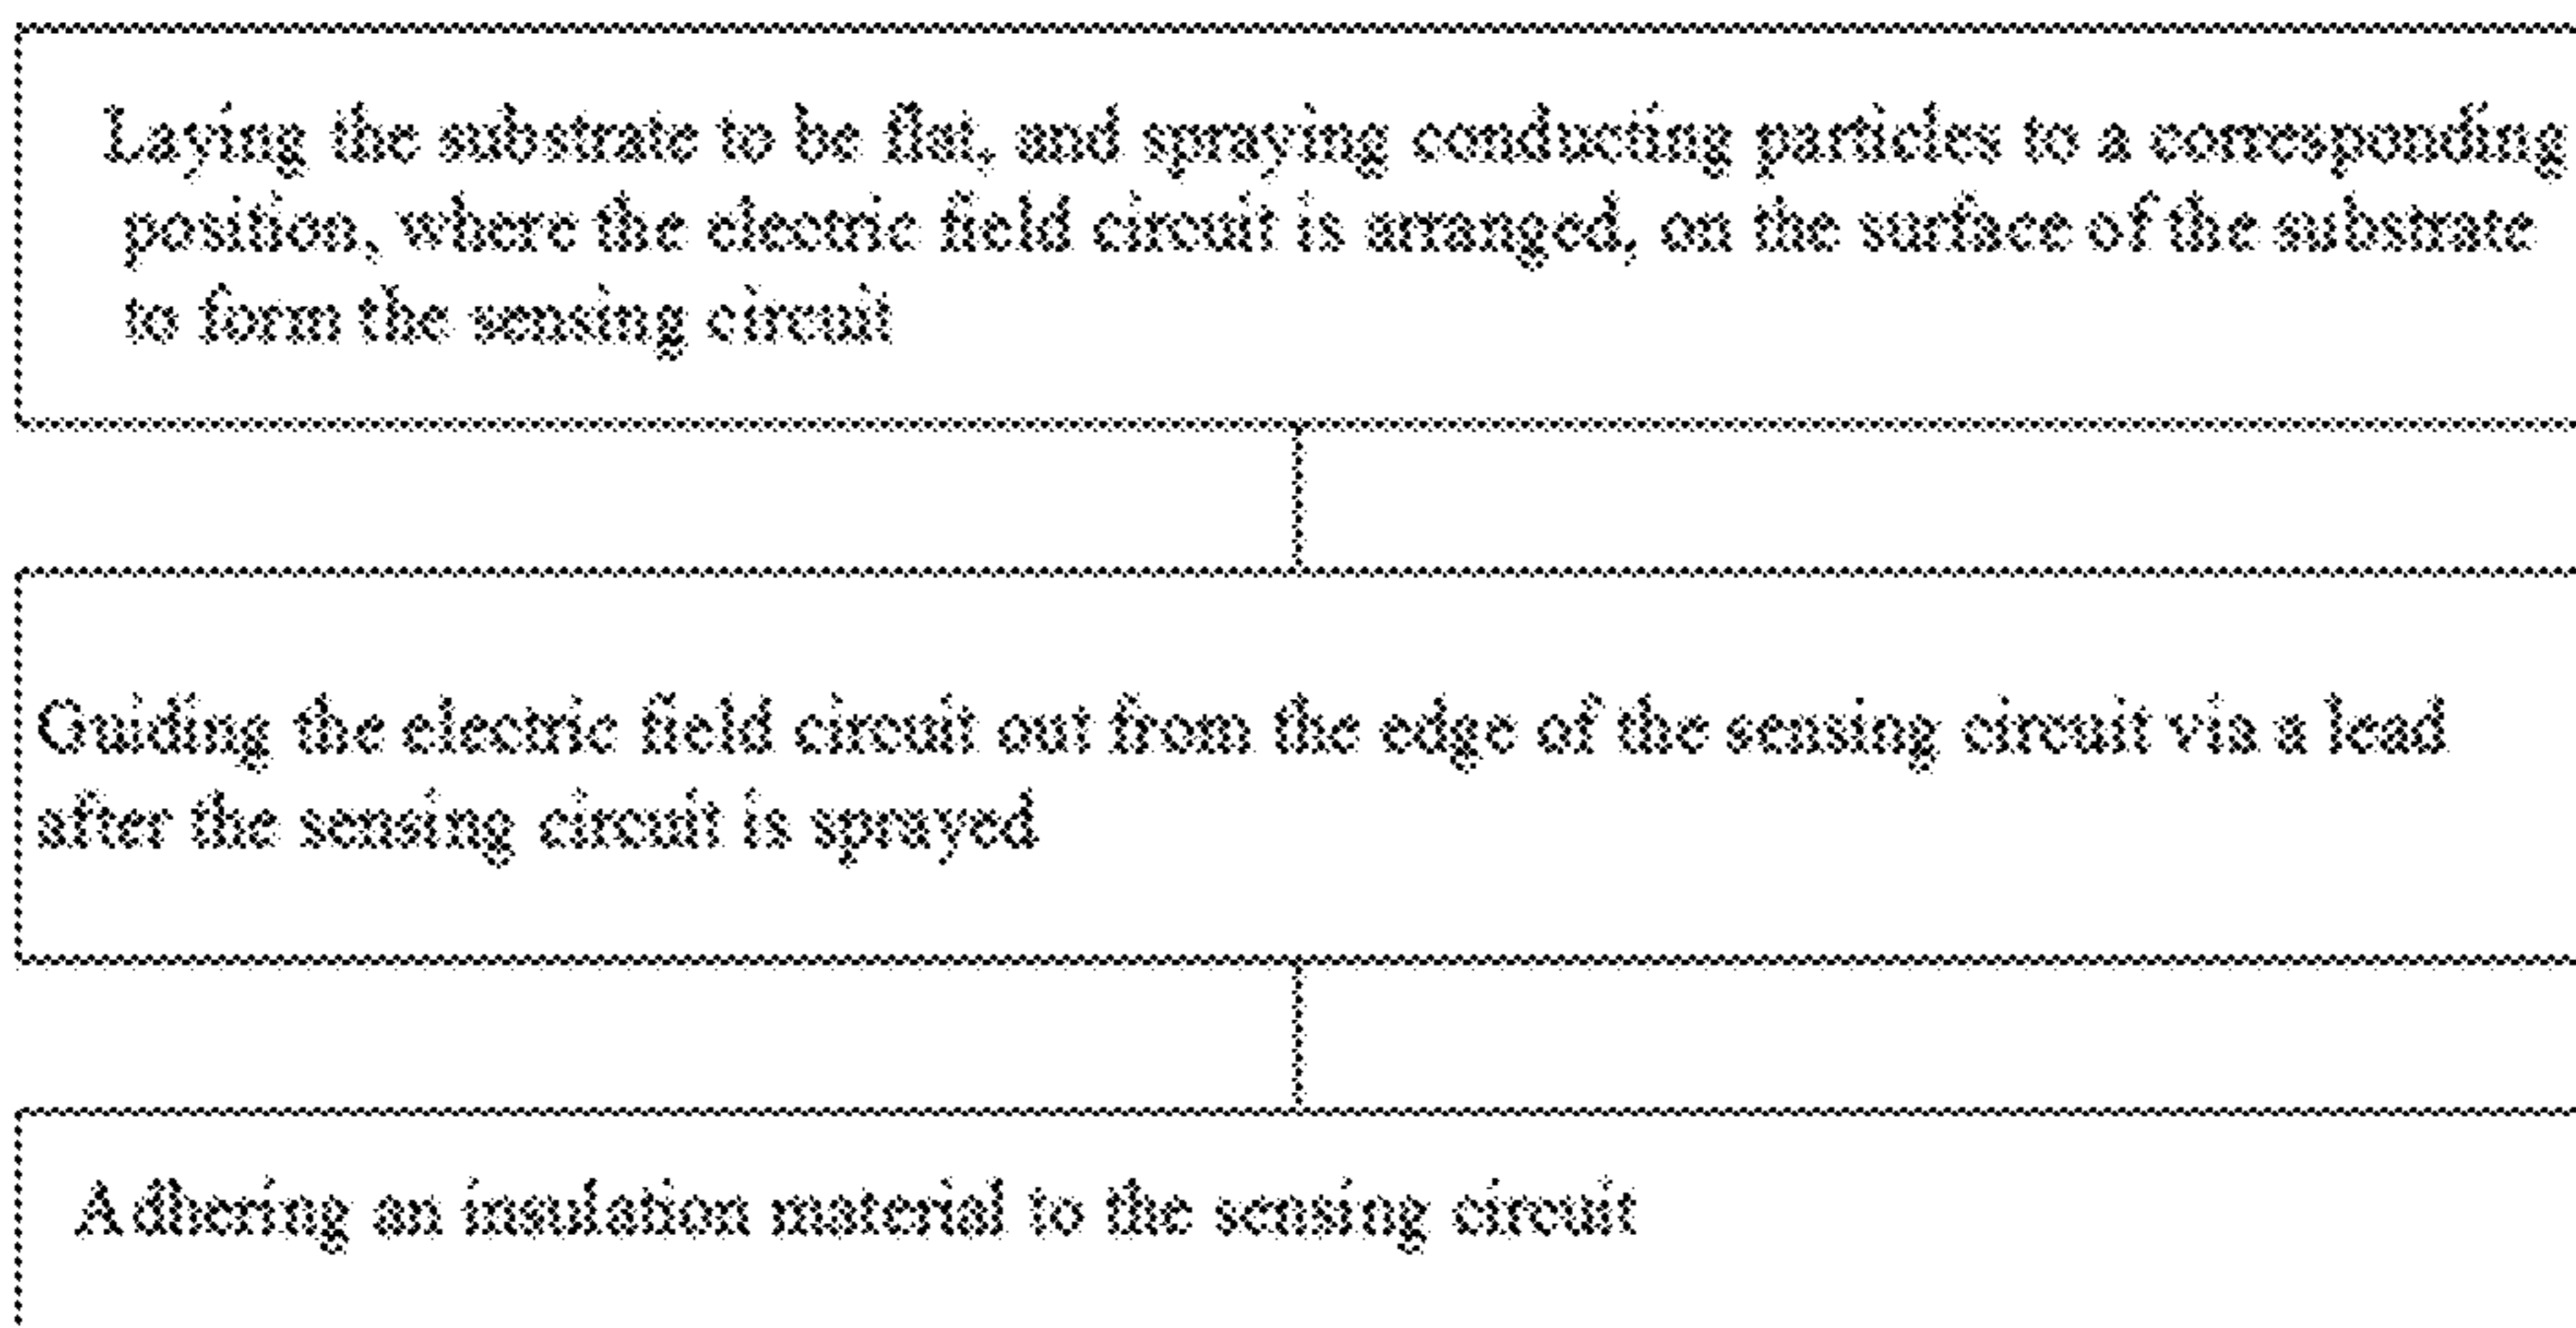 Laying the substrate to be flat, and spraying conducting particles to a corresponding
position, where the electric field circuit is arranged, on the surface of the substrate
to form the sensing circuit
Guiding the electric field circuit out from the edge of the sensing circuit via a lead
after the sensing circuit is sprayed
Adhering an insulation material to the sensing circuit